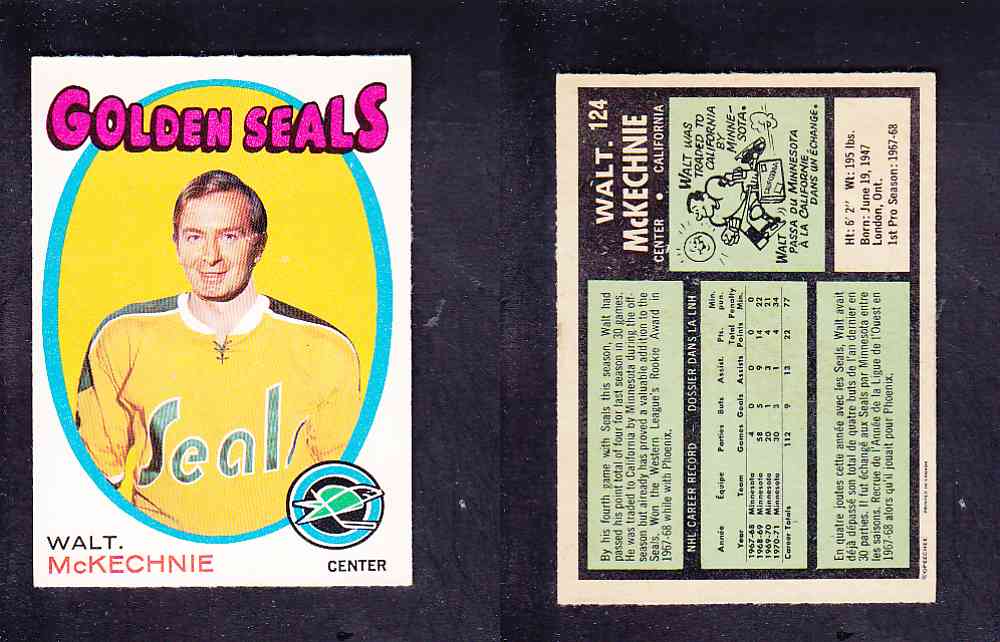 GOLDEN SEALS
Seals
WALT.
McKECHNIE
CENTER
WALT. 124
McKECHNIE
CENTER • CALIFORNIA
WALT WAS
TRADED TO
CALIFORNIA
BY
MINNE-
SOTA.
WALT
PASSA DU MINNESOTA
À LA CALIFORNIE
DANS UN ÉCHANGE.
Ht: 6' 2" Wt: 195 lbs.
Born: June 19, 1947
London, Ont.
1st Pro Season: 1967-68
By his fourth game with Seals this season, Walt had
passed his point total of four for last season in 30 games.
He was traded to California by Minnesota during the off-
season but already has proved a valuable addition to the
Seals. Won the Western League's Rookie Award in
1967-68 while with Phoenix.
NHL CAREER RECORD — DOSSIER DANS LA LNH
Année Équipe Parties Buts Assist. Pts. Min. pun.
Year Team Games Goals Assists Total Points Penalty Min.
1967-68 Minnesota 4 0 0 0 0
1968-69 Minnesota 58 5 9 14 22
1969-70 Minnesota 20 1 3 4 21
1970-71 Minnesota 30 3 1 4 34
Career Totals 112 9 13 22 77
En quatre joutes cette année avec les Seals, Walt avait
déjà dépassé son total de quatre buts de l'an dernier en
30 parties. Il fut échangé aux Seals par Minnesota entre
les saisons. Recrue de l'Année de la Ligue de l'Ouest en
1967-68 alors qu'il jouait pour Phoenix.
© O-PEE-CHEE PRINTED IN CANADA